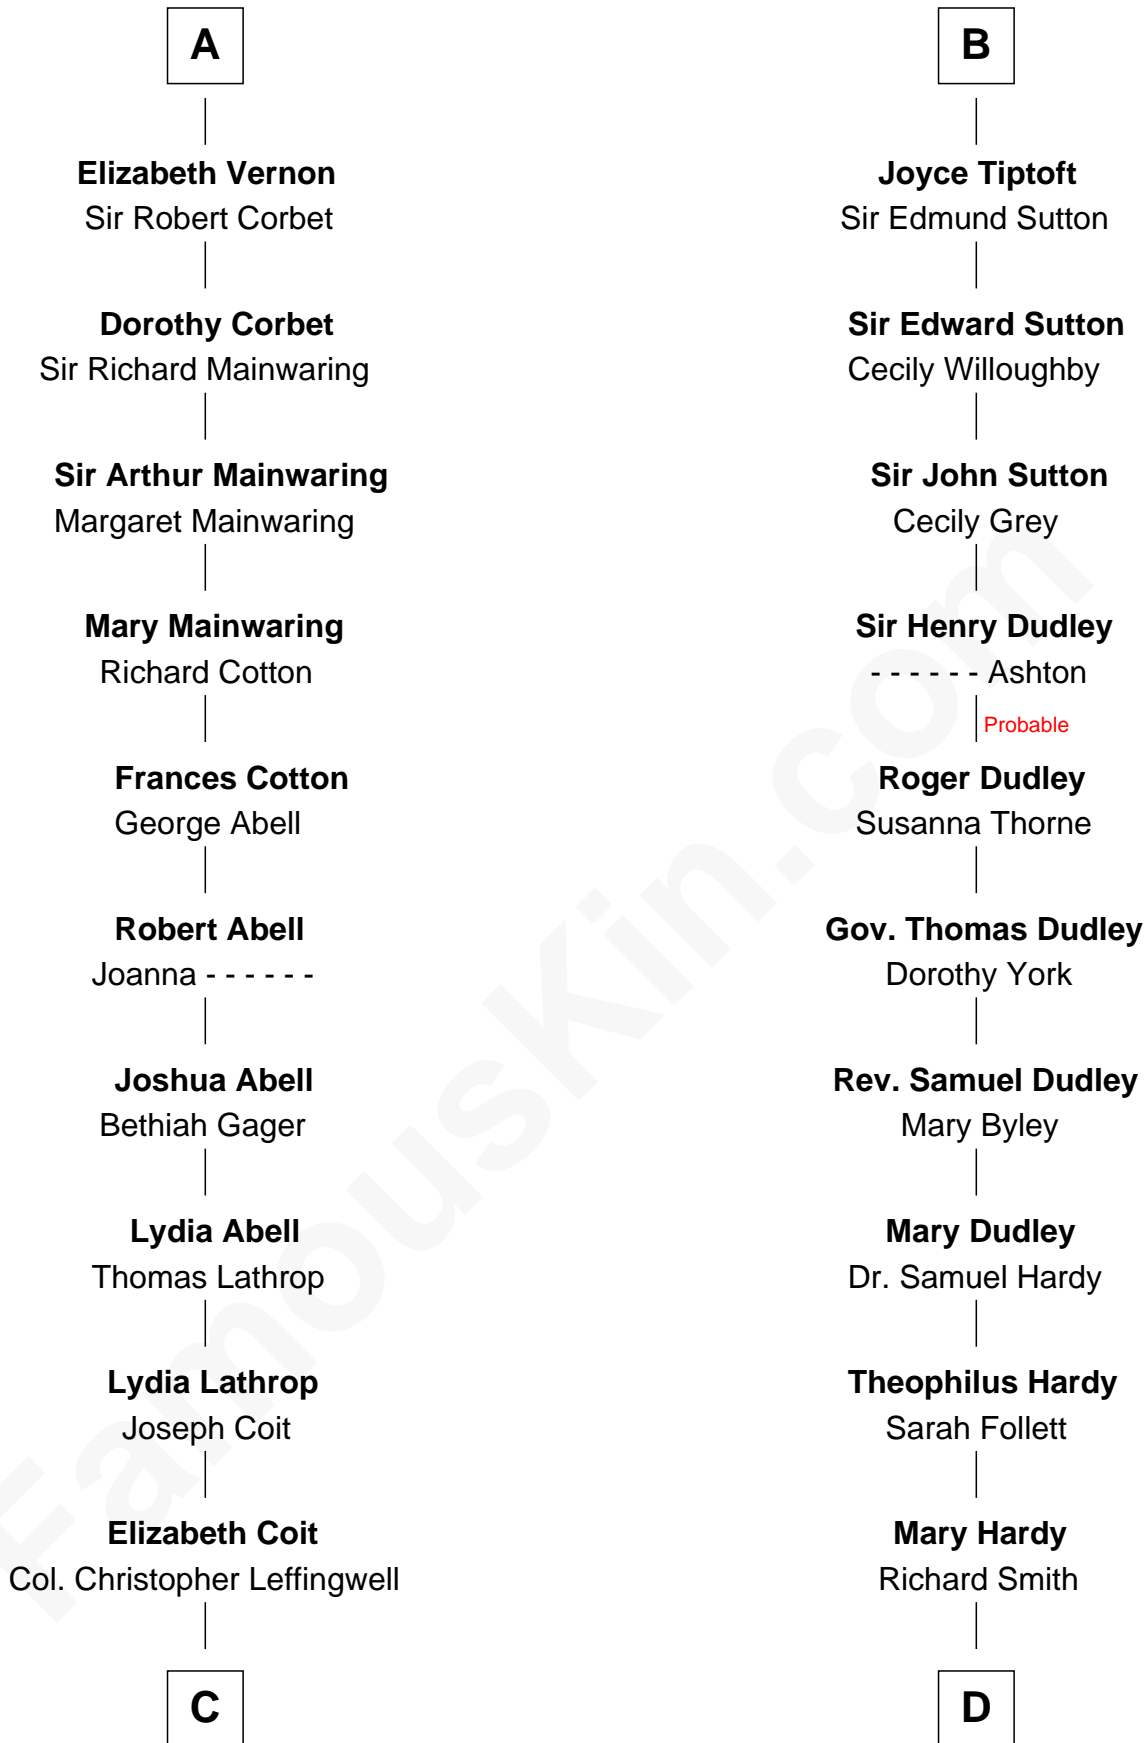 A
Elizabeth Vernon
Sir Robert Corbet
Dorothy Corbet
Sir Richard Mainwaring
Sir Arthur Mainwaring
Margaret Mainwaring
Mary Mainwaring
Richard Cotton
Frances Cotton
George Abell
Robert Abell
Joanna - - - - - -
Joshua Abell
Bethiah Gager
Lydia Abell
Thomas Lathrop
Lydia Lathrop
Joseph Coit
Elizabeth Coit
Col. Christopher Leffingwell
C
B
Joyce Tiptoft
Sir Edmund Sutton
Sir Edward Sutton
Cecily Willoughby
Sir John Sutton
Cecily Grey
Sir Henry Dudley
- - - - - - Ashton
Probable
Roger Dudley
Susanna Thorne
Gov. Thomas Dudley
Dorothy York
Rev. Samuel Dudley
Mary Byley
Mary Dudley
Dr. Samuel Hardy
Theophilus Hardy
Sarah Follett
Mary Hardy
Richard Smith
D
FamousKin.com